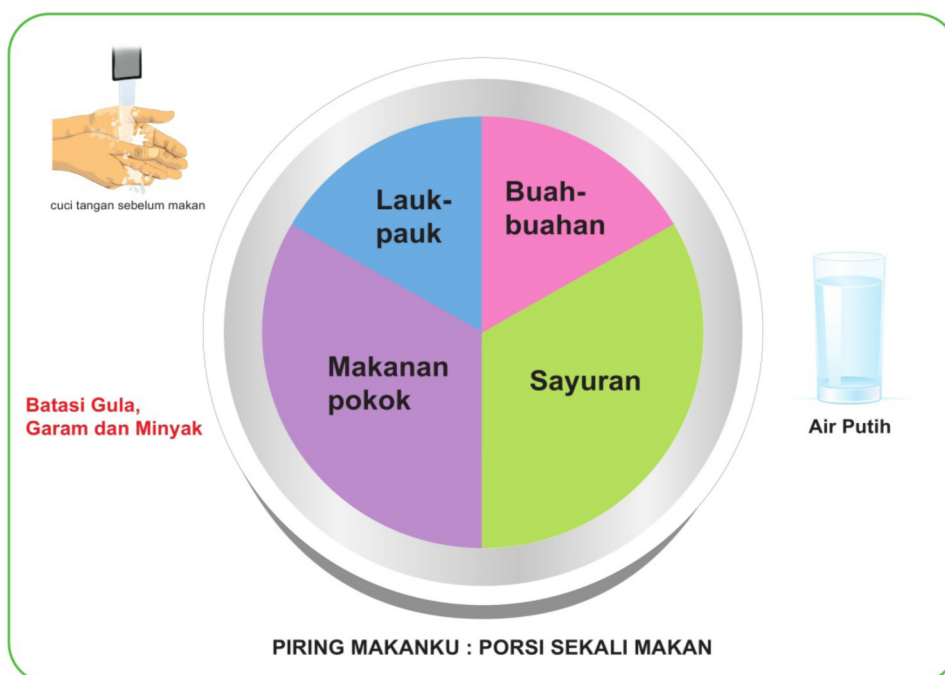 cuci tangan sebelum makan
Lauk-
pauk
Buah-
buahan
Makanan
pokok
Sayuran
Batasi Gula,
Garam dan Minyak
Air Putih
PIRING MAKANKU : PORSI SEKALI MAKAN